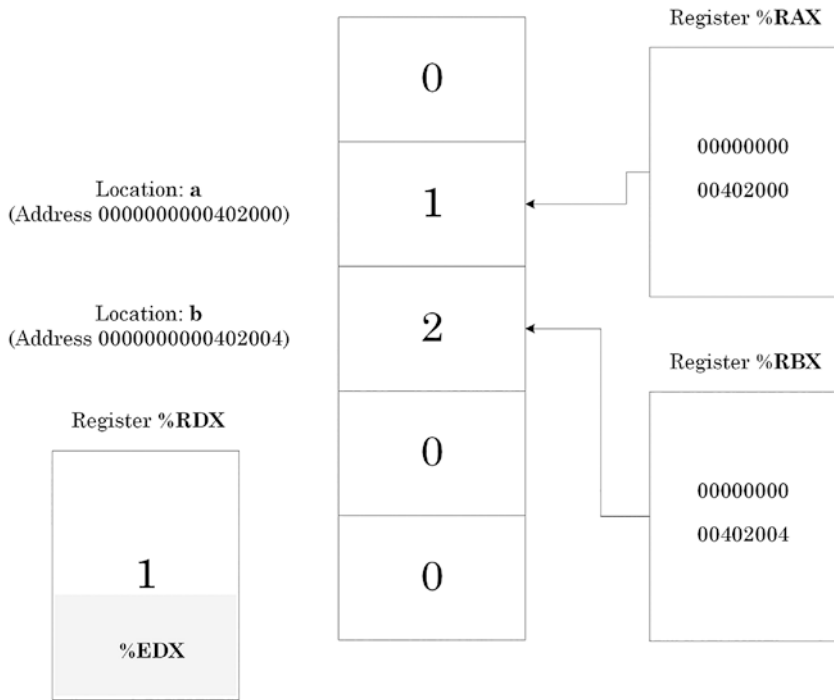 Register %RAX
0
00000000
00402000
Location: a
(Address 0000000000402000)
1
Location: b
(Address 0000000000402004)
2
Register %RBX
Register %RDX
0
00000000
00402004
1
0
%EDX